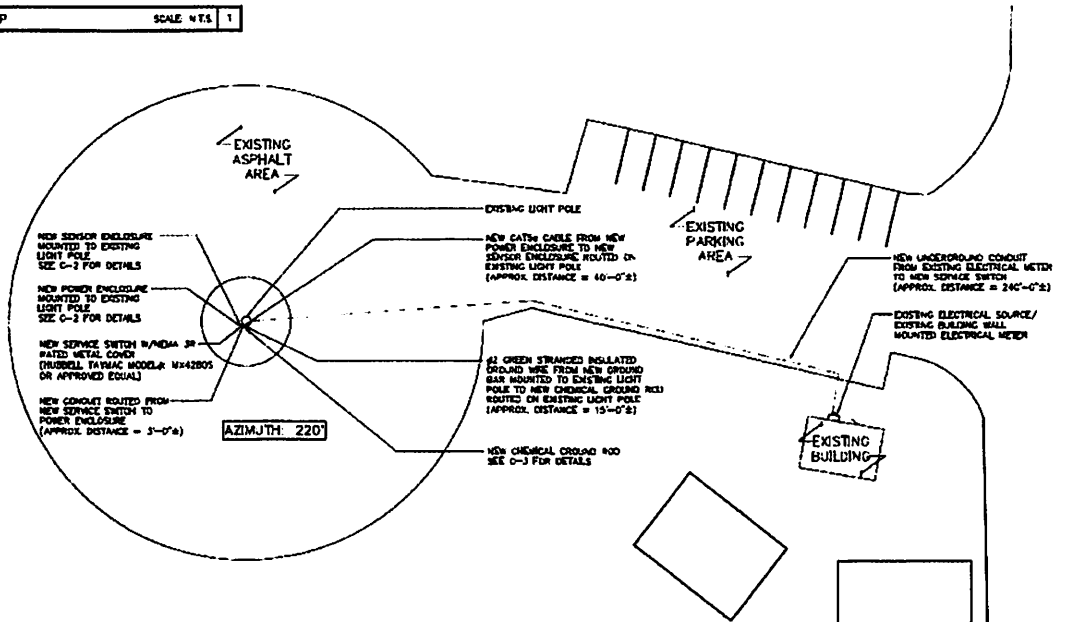 P
SCALE: N.T.S. 1
EXISTING
ASPHALT
AREA
EXISTING LIGHT POLE
NEW SENSOR ENCLOSURE
MOUNTED TO EXISTING
LIGHT POLE
SEE C-2 FOR DETAILS
NEW CAT5e CABLE FROM NEW
POWER ENCLOSURE TO NEW
SENSOR ENCLOSURE ROUTED ON
EXISTING LIGHT POLE
(APPROX. DISTANCE = 40'-0"±)
EXISTING
PARKING
AREA
NEW UNDERGROUND CONDUIT
FROM EXISTING ELECTRICAL METER
TO NEW SERVICE SWITCH
(APPROX. DISTANCE = 240'-0"±)
NEW POWER ENCLOSURE
MOUNTED TO EXISTING
LIGHT POLE
SEE C-2 FOR DETAILS
EXISTING ELECTRICAL SOURCE/
EXISTING BUILDING WALL
MOUNTED ELECTRICAL METER
NEW SERVICE SWITCH W/NEMA 3R
RATED METAL COVER
(HUBBELL TAYMAC MODEL#: MX4280S
OR APPROVED EQUAL)
#2 GREEN STRANDED INSULATED
GROUND WIRE FROM NEW GROUND
BAR MOUNTED TO EXISTING LIGHT
POLE TO NEW CHEMICAL GROUND ROD
ROUTED ON EXISTING LIGHT POLE
(APPROX. DISTANCE = 15'-0"±)
NEW CONDUIT ROUTED FROM
NEW SERVICE SWITCH TO
POWER ENCLOSURE
(APPROX. DISTANCE = 3'-0"±)
AZIMUTH: 220°
NEW CHEMICAL GROUND ROD
SEE C-3 FOR DETAILS
EXISTING
BUILDING